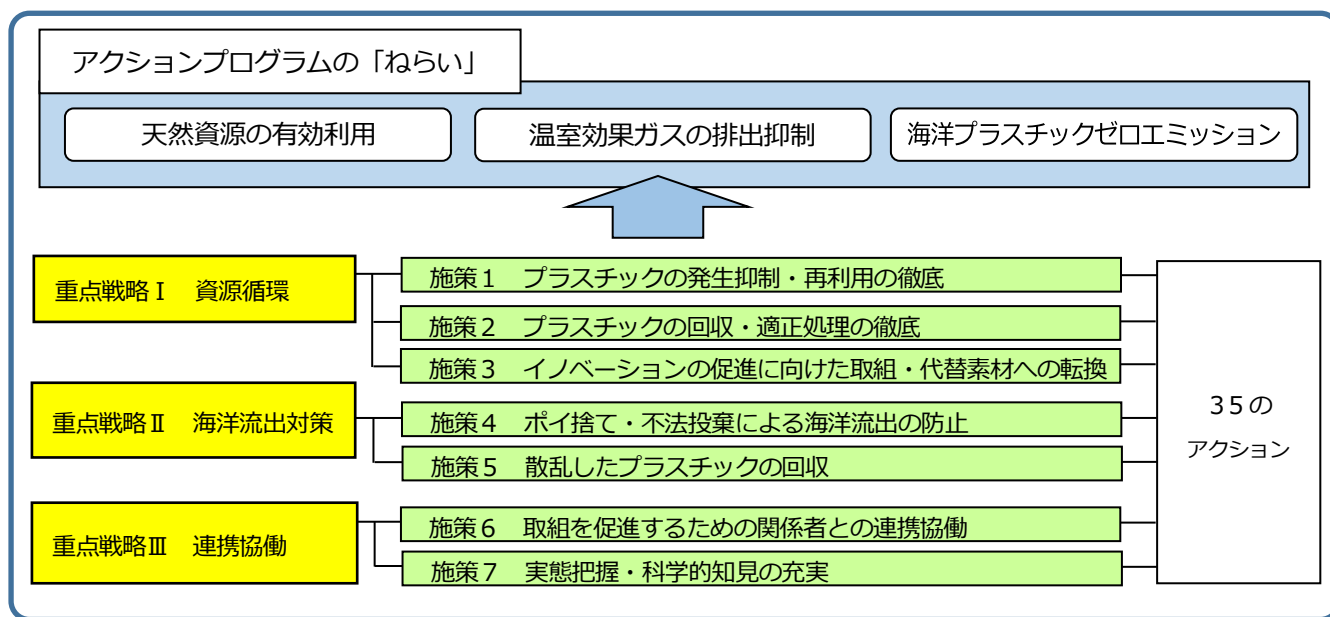 アクションプログラムの「ねらい」
天然資源の有効利用
温室効果ガスの排出抑制
海洋プラスチックゼロエミッション
重点戦略Ⅰ　資源循環
施策１　プラスチックの発生抑制・再利用の徹底
施策２　プラスチックの回収・適正処理の徹底
施策３　イノベーションの促進に向けた取組・代替素材への転換
重点戦略Ⅱ　海洋流出対策
施策４　ポイ捨て・不法投棄による海洋流出の防止
施策５　散乱したプラスチックの回収
重点戦略Ⅲ　連携協働
施策６　取組を促進するための関係者との連携協働
施策７　実態把握・科学的知見の充実
３５の
アクション